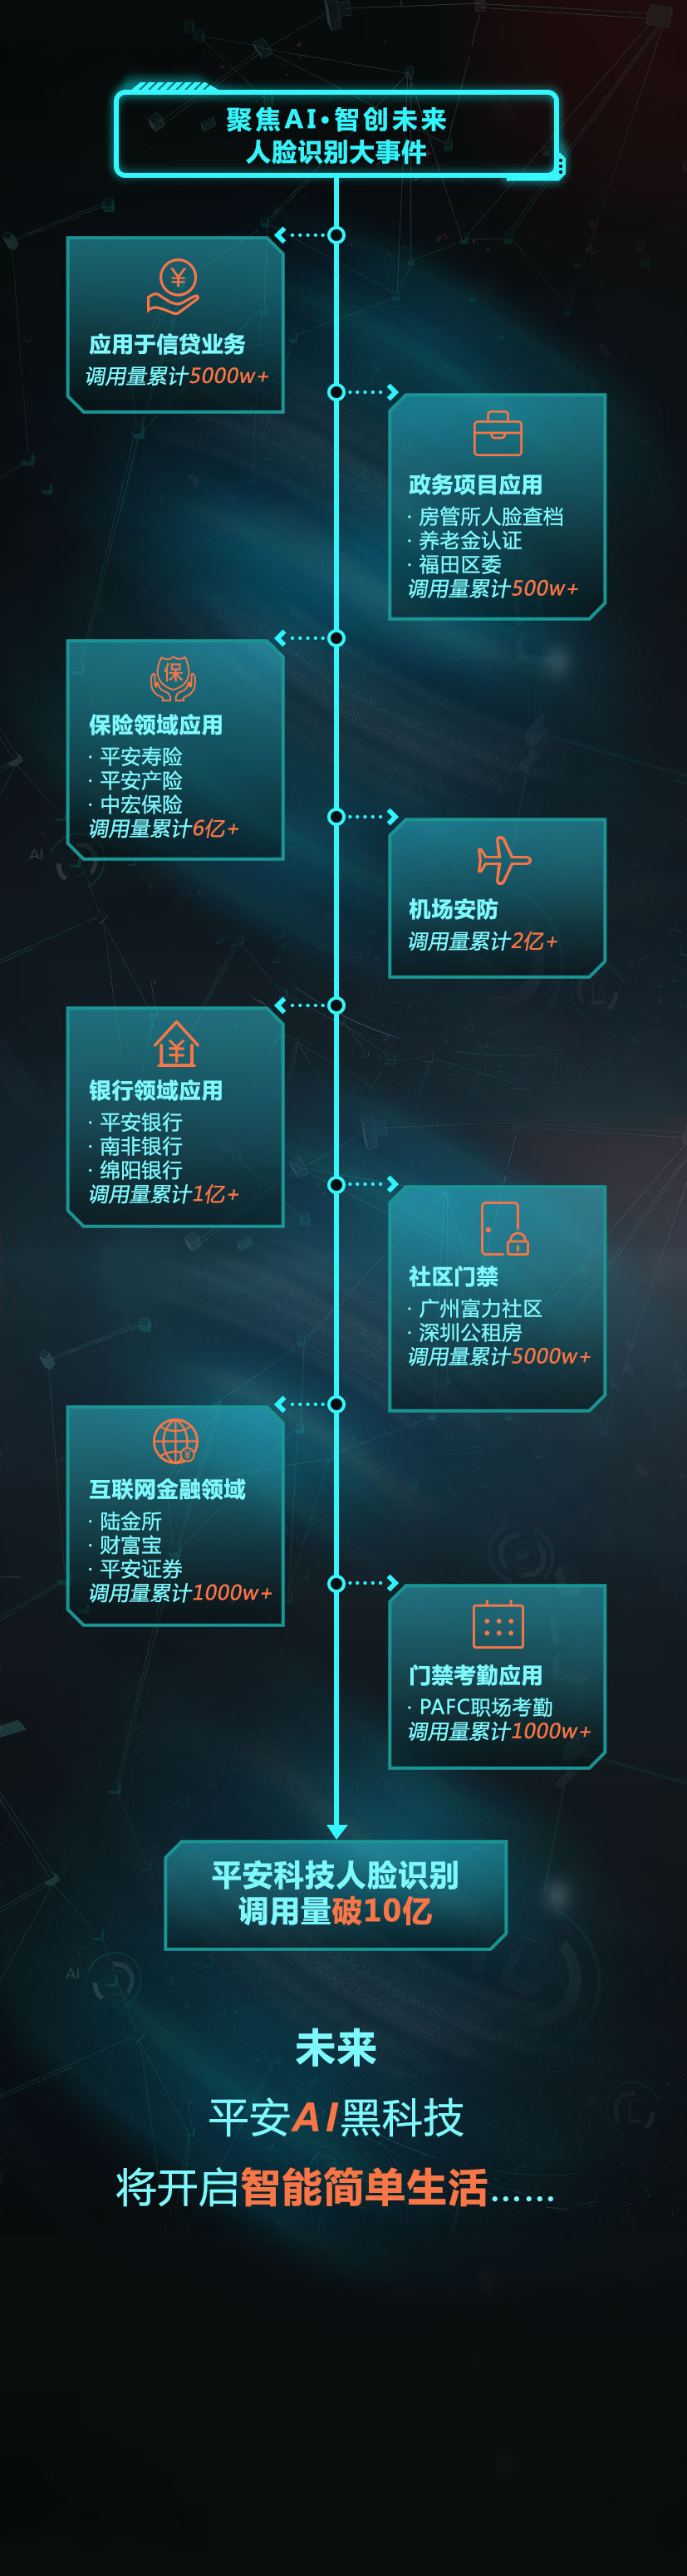 聚焦AI·智创未来
人脸识别大事件
¥
应用于信贷业务
调用量累计5000w+
政务项目应用
· 房管所人脸查档
· 养老金认证
· 福田区委
调用量累计500w+
保
保险领域应用
· 平安寿险
· 平安产险
· 中宏保险
调用量累计6亿+
AI
机场安防
调用量累计2亿+
¥
银行领域应用
· 平安银行
· 南非银行
· 绵阳银行
调用量累计1亿+
社区门禁
· 广州富力社区
· 深圳公租房
调用量累计5000w+
¥
互联网金融领域
· 陆金所
· 财富宝
· 平安证券
调用量累计1000w+
门禁考勤应用
· PAFC职场考勤
调用量累计1000w+
平安科技人脸识别
调用量破10亿
AI
未来
平安AI黑科技
将开启智能简单生活……